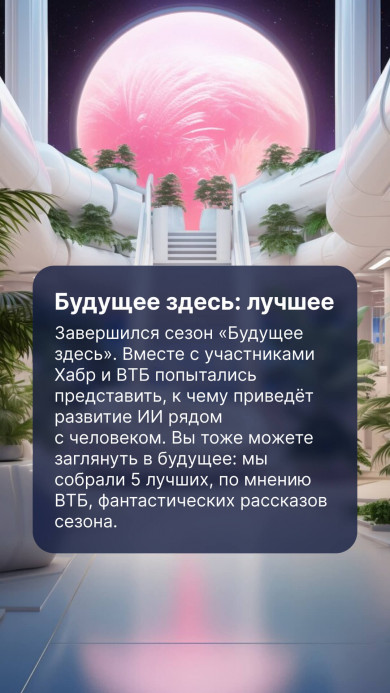 Будущее здесь: лучшее
Завершился сезон «Будущее
здесь». Вместе с участниками
Хабр и ВТБ попытались
представить, к чему приведёт
развитие ИИ рядом
с человеком. Вы тоже можете
заглянуть в будущее: мы
собрали 5 лучших, по мнению
ВТБ, фантастических рассказов
сезона.